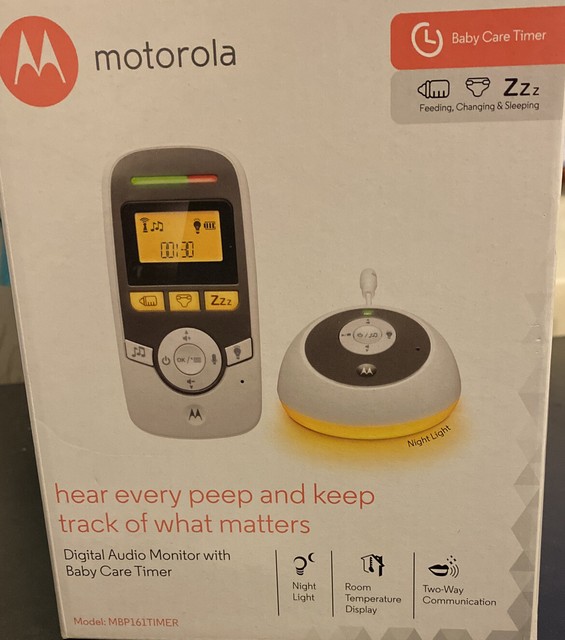 motorola
Baby Care Timer
Zzz
Feeding, Changing & Sleeping
00:30
Zzz
OK/
Night Light
hear every peep and keep
track of what matters
Digital Audio Monitor with
Baby Care Timer
Night
Light
Room
Temperature
Display
Two-Way
Communication
Model: MBP161TIMER